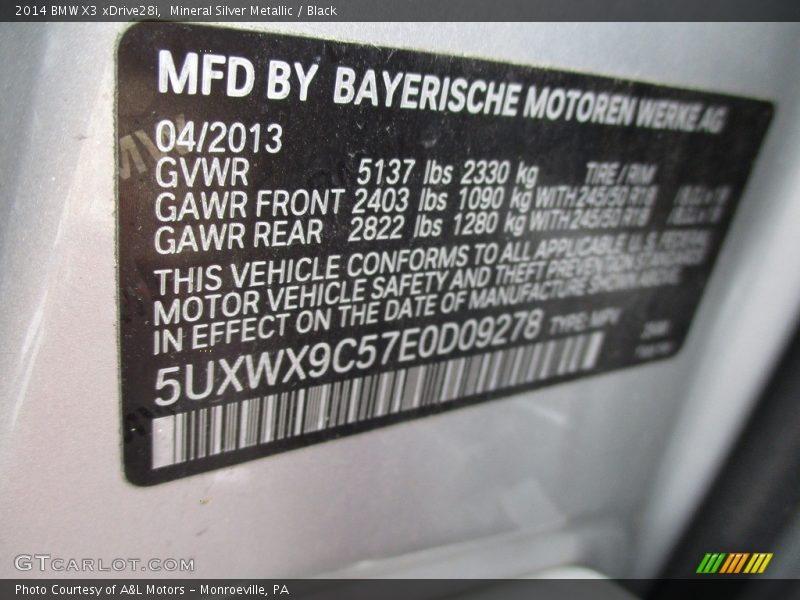 2014 BMW X3 xDrive28i, Mineral Silver Metallic / Black
MFD BY BAYERISCHE MOTOREN WERKE AG
04/2013
GVWR 5137 lbs 2330 kg TIRE / RIM
GAWR FRONT 2403 lbs 1090 kg WITH 245/50 R18
GAWR REAR 2822 lbs 1280 kg WITH 245/50 R18
THIS VEHICLE CONFORMS TO ALL APPLICABLE U.S. FEDERAL
MOTOR VEHICLE SAFETY AND THEFT PREVENTION STANDARDS
IN EFFECT ON THE DATE OF MANUFACTURE SHOWN ABOVE
5UXWX9C57E0D09278 TYPE: MPV
GTCARLOT.COM
Photo Courtesy of A&L Motors - Monroeville, PA